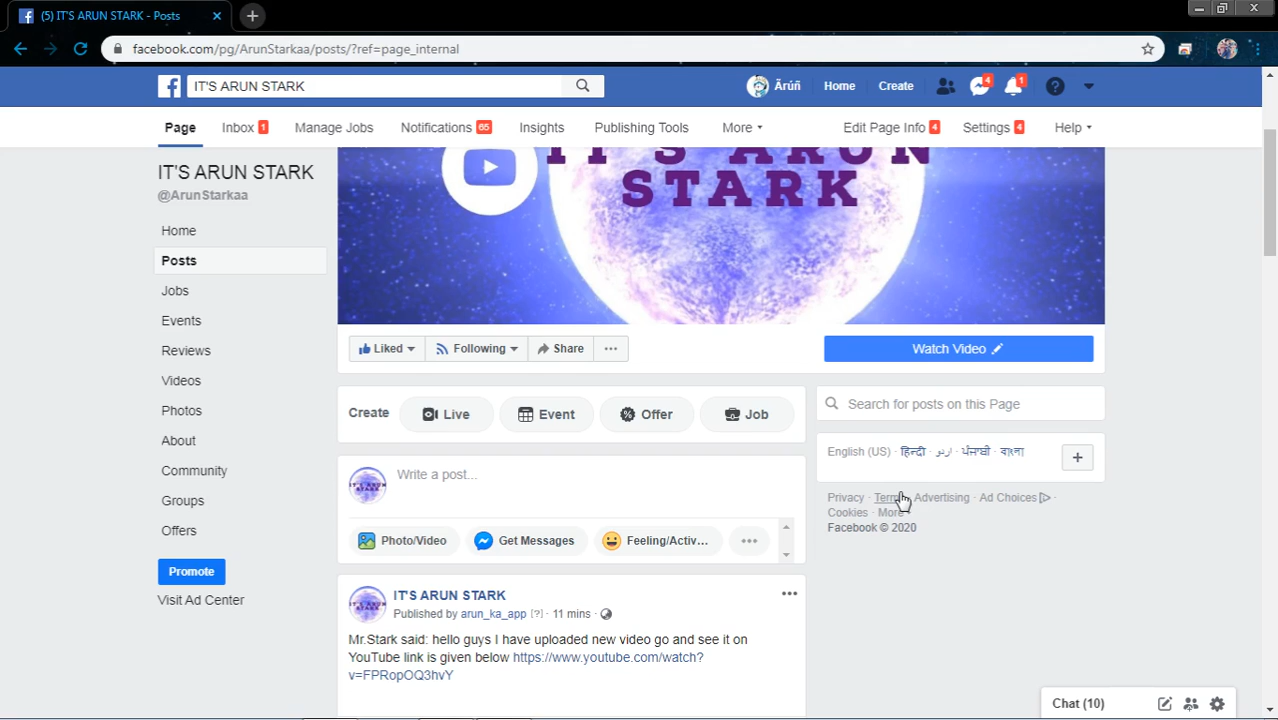 (5) IT'S ARUN STARK - Posts
facebook.com/pg/ArunStarkaa/posts/?ref=page_internal
IT'S ARUN STARK
Ãrúñ Home Create 4 1
Page Inbox 1 Manage Jobs Notifications 65 Insights Publishing Tools More Edit Page Info 4 Settings 4 Help
IT'S ARUN STARK
@ArunStarkaa
Home
Posts
Jobs
Events
Reviews
Videos
Photos
About
Community
Groups
Offers
Promote
Visit Ad Center
IT'S ARUN
STARK
Liked Following Share ... Watch Video
Create Live Event Offer Job
Write a post...
Photo/Video Get Messages Feeling/Activ...
IT'S ARUN STARK
Published by arun_ka_app [?] · 11 mins ·
Mr.Stark said: hello guys I have uploaded new video go and see it on
YouTube link is given below https://www.youtube.com/watch?
v=FPRopOQ3hvY
Search for posts on this Page
English (US) · हिन्दी · اردو · ਪੰਜਾਬੀ · বাংলা
Privacy · Terms · Advertising · Ad Choices ·
Cookies · More
Facebook © 2020
Chat (10)